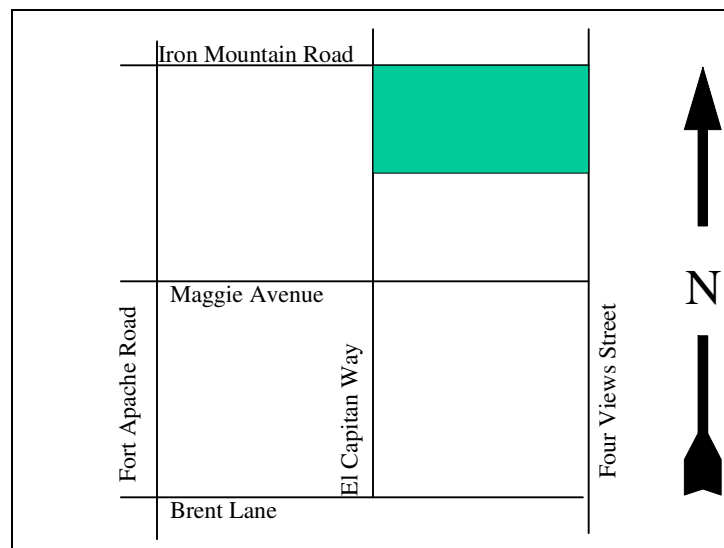 Iron Mountain Road
N
Maggie Avenue
Fort Apache Road
El Capitan Way
Four Views Street
Brent Lane